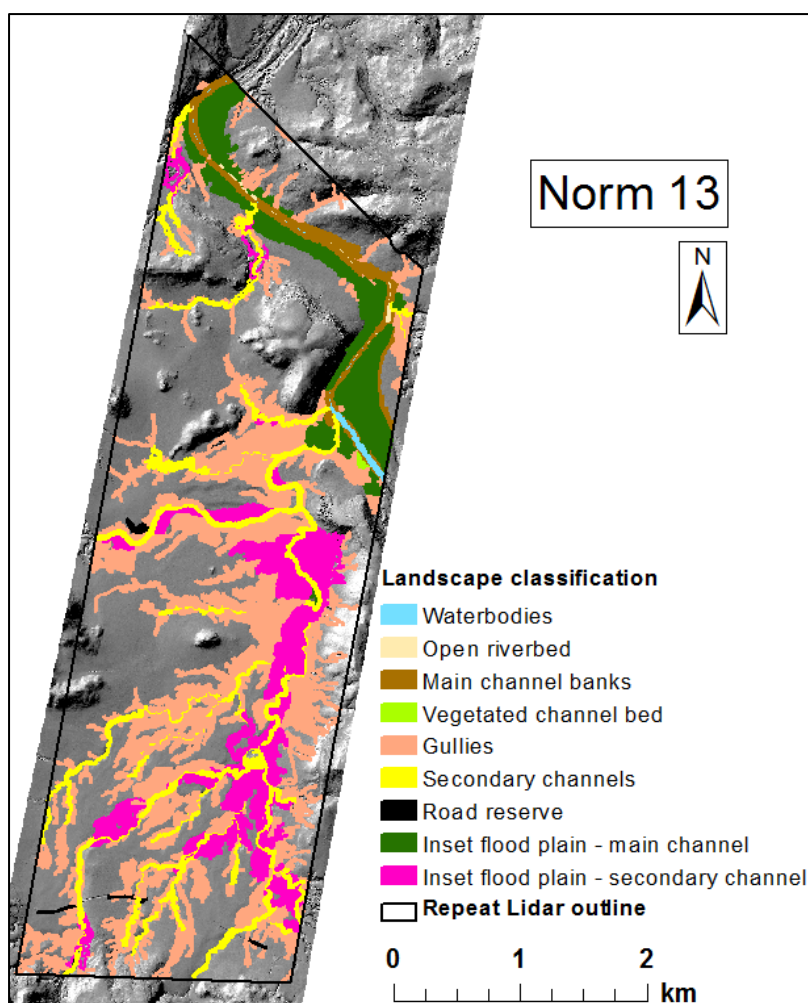 Norm 13
N
Landscape classification
Waterbodies
Open riverbed
Main channel banks
Vegetated channel bed
Gullies
Secondary channels
Road reserve
Inset flood plain - main channel
Inset flood plain - secondary channel
Repeat Lidar outline
0 1 2
km